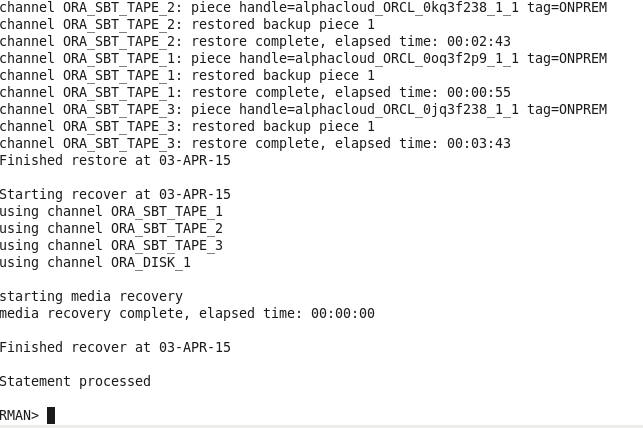 channel ORA_SBT_TAPE_2: piece handle=alphacloud_ORCL_0kq3f238_1_1 tag=ONPREM
channel ORA_SBT_TAPE_2: restored backup piece 1
channel ORA_SBT_TAPE_2: restore complete, elapsed time: 00:02:43
channel ORA_SBT_TAPE_1: piece handle=alphacloud_ORCL_0oq3f2p9_1_1 tag=ONPREM
channel ORA_SBT_TAPE_1: restored backup piece 1
channel ORA_SBT_TAPE_1: restore complete, elapsed time: 00:00:55
channel ORA_SBT_TAPE_3: piece handle=alphacloud_ORCL_0jq3f238_1_1 tag=ONPREM
channel ORA_SBT_TAPE_3: restored backup piece 1
channel ORA_SBT_TAPE_3: restore complete, elapsed time: 00:03:43
Finished restore at 03-APR-15
Starting recover at 03-APR-15
using channel ORA_SBT_TAPE_1
using channel ORA_SBT_TAPE_2
using channel ORA_SBT_TAPE_3
using channel ORA_DISK_1
starting media recovery
media recovery complete, elapsed time: 00:00:00
Finished recover at 03-APR-15
Statement processed
RMAN>